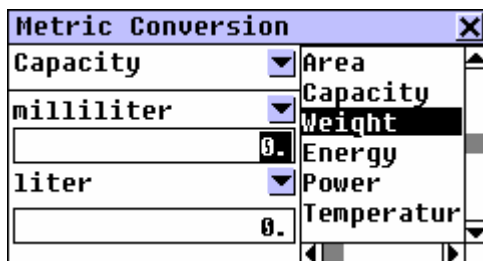 Metric Conversion
Capacity
milliliter
0.
liter
0.
Area
Capacity
Weight
Energy
Power
Temperatur